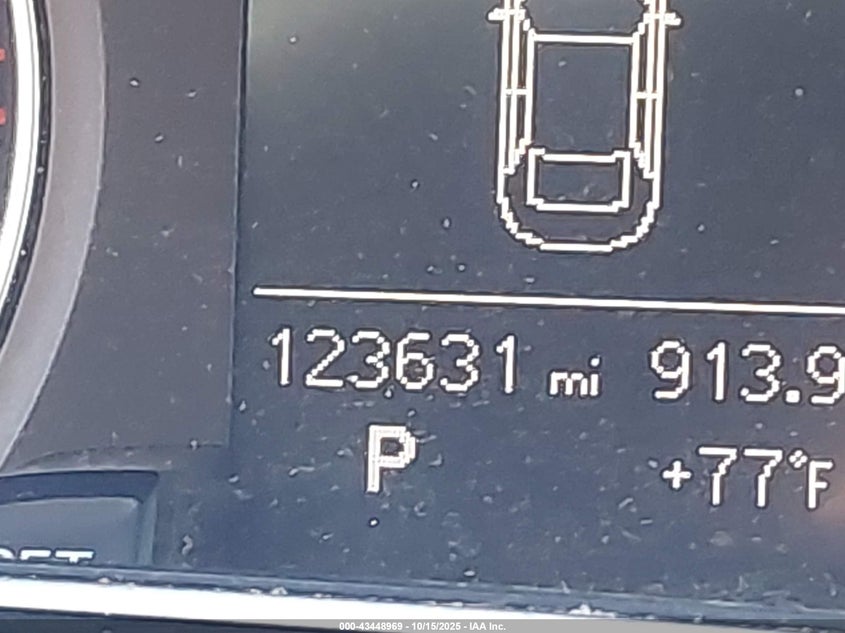 123631 mi 913.9
P +77°F
000-43448969 - 10/15/2025 - IAA Inc.